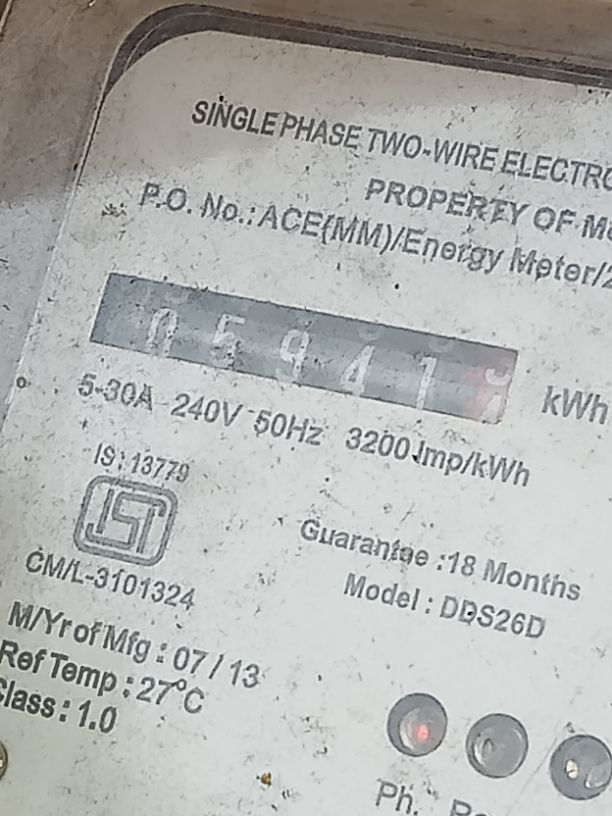 SINGLE PHASE TWO-WIRE ELECTRO
PROPERTY OF M
P.O. No.: ACE(MM)/Energy Meter/2
05941 kWh
5-30A 240V 50Hz 3200 Imp/kWh
IS: 13779
ISI
CM/L-3101324
Guarantee : 18 Months
Model : DDS26D
M/Yr of Mfg : 07 / 13
Ref Temp : 27°C
Class : 1.0
Ph.